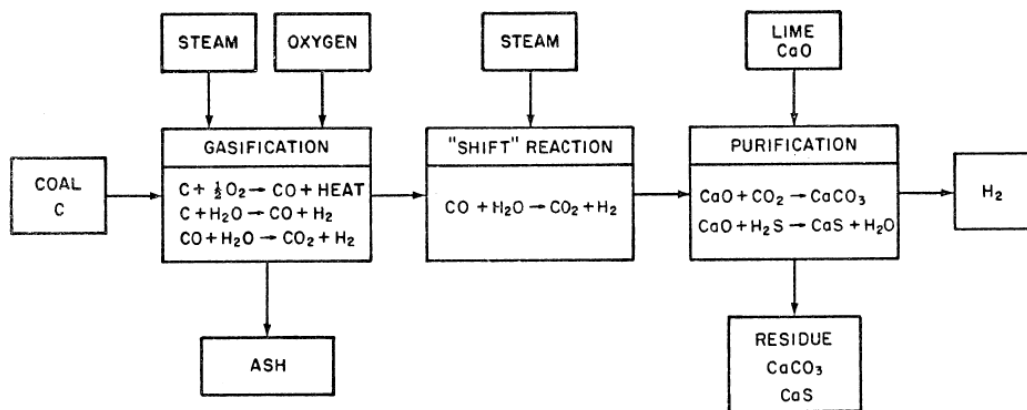 STEAM
OXYGEN
STEAM
LIME
CaO
COAL
C
GASIFICATION
C + ½O₂ → CO + HEAT
C + H₂O → CO + H₂
CO + H₂O → CO₂ + H₂
"SHIFT" REACTION
CO + H₂O → CO₂ + H₂
PURIFICATION
CaO + CO₂ → CaCO₃
CaO + H₂S → CaS + H₂O
H₂
ASH
RESIDUE
CaCO₃
CaS